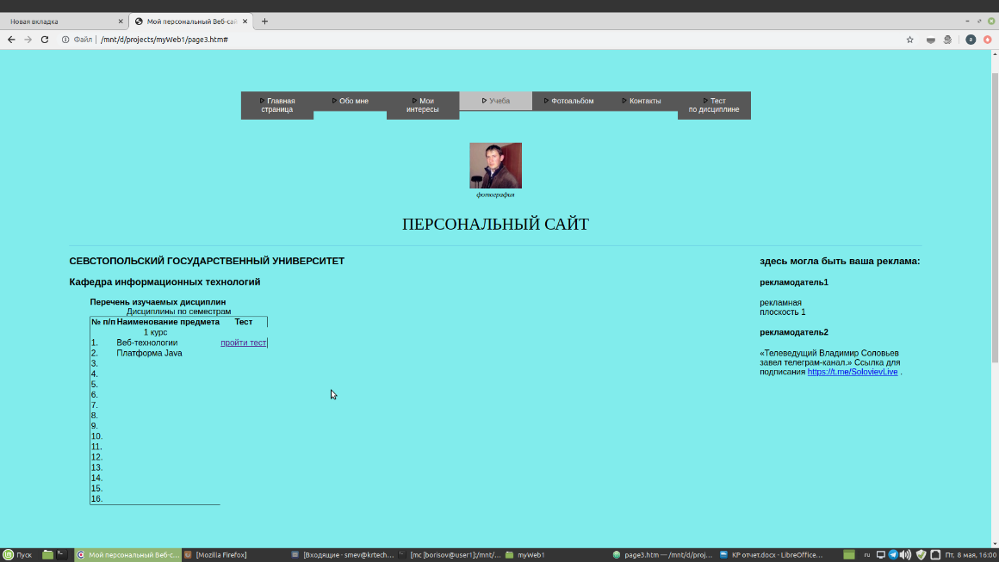 Новая вкладка
Мой персональный Веб-сай
Файл | /mnt/d/projects/myWeb1/page3.htm#
a
Главная
страница
Обо мне
Мои
интересы
Учеба
Фотоальбом
Контакты
Тест
по дисциплине
фотография
ПЕРСОНАЛЬНЫЙ САЙТ
СЕВСТОПОЛЬСКИЙ ГОСУДАРСТВЕННЫЙ УНИВЕРСИТЕТ
Кафедра информационных технологий
Перечень изучаемых дисциплин
Дисциплины по семестрам
№ п/п Наименование предмета Тест
1 курс
1. Веб-технологии пройти тест
2. Платформа Java
3.
4.
5.
6.
7.
8.
9.
10.
11.
12.
13.
14.
15.
16.
здесь могла быть ваша реклама:
рекламодатель1
рекламная
плоскость 1
рекламодатель2
«Телеведущий Владимир Соловьев
завел телеграм-канал.» Ссылка для
подписания https://t.me/SolovievLive .
Пуск
Мой персональный Веб-с...
[Mozilla Firefox]
[Входящие - smev@krtech...
[mc [borisov@user1]:/mnt/...
myWeb1
page3.htm — /mnt/d/proj...
КР отчет.docx - LibreOffice...
ru
Пт, 8 мая, 16:00